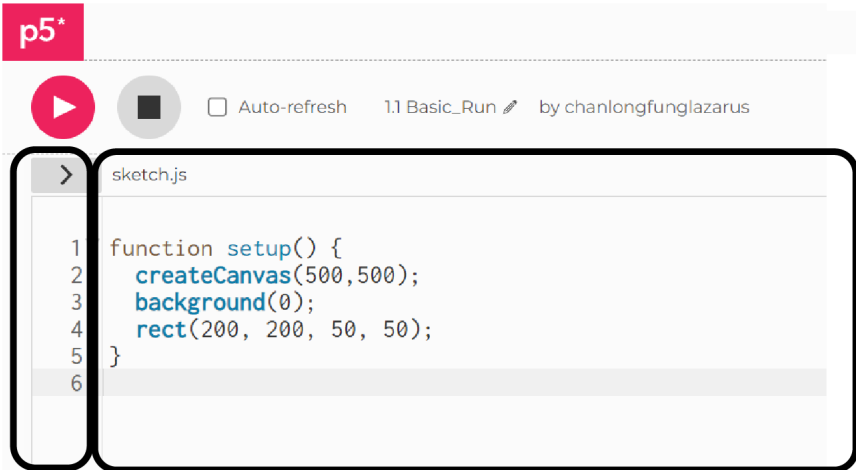 p5*
Auto-refresh 1.1 Basic_Run by chanlongfunglazarus
> sketch.js
1 function setup() {
2   createCanvas(500,500);
3   background(0);
4   rect(200, 200, 50, 50);
5 }
6